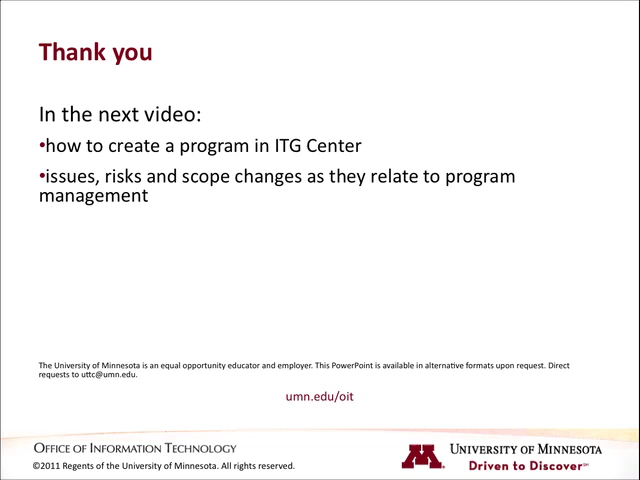 Thank you
In the next video:
•how to create a program in ITG Center
•issues, risks and scope changes as they relate to program
management
The University of Minnesota is an equal opportunity educator and employer. This PowerPoint is available in alternative formats upon request. Direct
requests to uttc@umn.edu.
umn.edu/oit
OFFICE OF INFORMATION TECHNOLOGY
©2011 Regents of the University of Minnesota. All rights reserved.
M
UNIVERSITY OF MINNESOTA
Driven to Discover℠